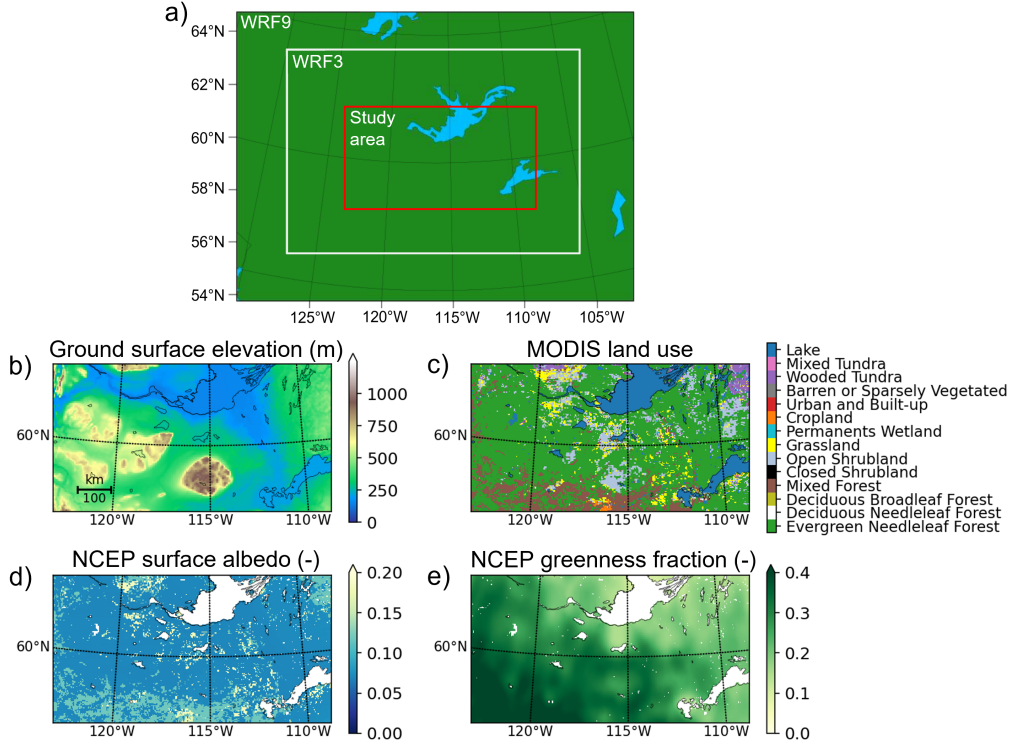 a)
WRF9
WRF3
Study
area
64°N
62°N
60°N
58°N
56°N
54°N
125°W 120°W 115°W 110°W 105°W
b) Ground surface elevation (m)
60°N
km
100
120°W 115°W 110°W
1000
750
500
250
0
c) MODIS land use
60°N
120°W 115°W 110°W
Lake
Mixed Tundra
Wooded Tundra
Barren or Sparsely Vegetated
Urban and Built-up
Cropland
Permanents Wetland
Grassland
Open Shrubland
Closed Shrubland
Mixed Forest
Deciduous Broadleaf Forest
Deciduous Needleleaf Forest
Evergreen Needleleaf Forest
d) NCEP surface albedo (-)
60°N
120°W 115°W 110°W
0.20
0.15
0.10
0.05
0.00
e) NCEP greenness fraction (-)
60°N
120°W 115°W 110°W
0.4
0.3
0.2
0.1
0.0